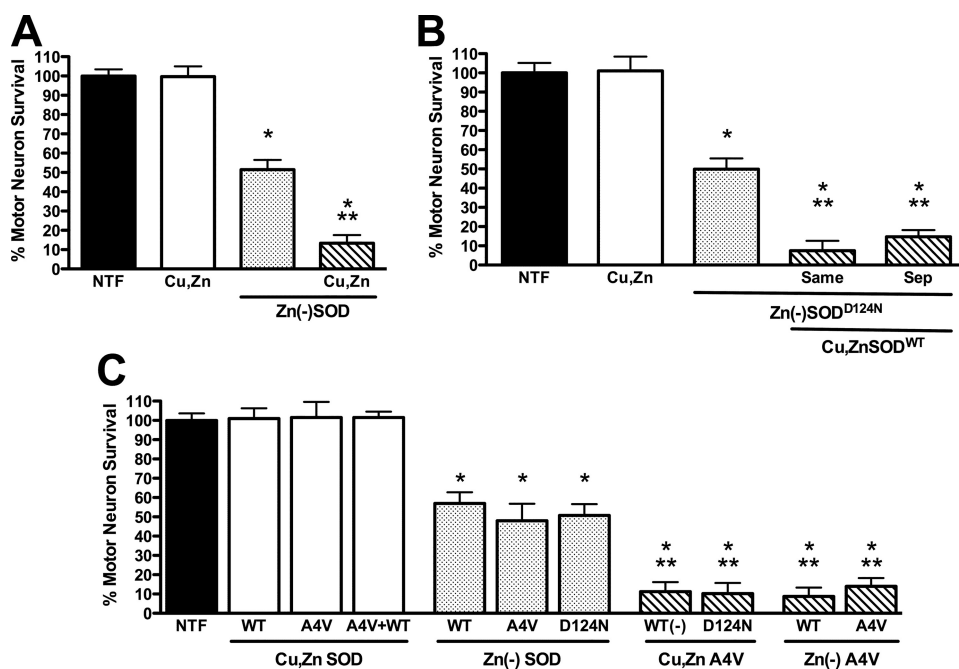 A
% Motor Neuron Survival
110
100
90
80
70
60
50
40
30
20
10
0
*
*
**
NTF Cu,Zn Cu,Zn
Zn(-)SOD
B
% Motor Neuron Survival
110
100
90
80
70
60
50
40
30
20
10
0
*
* *
** **
NTF Cu,Zn Same Sep
Zn(-)SOD^D124N
Cu,ZnSOD^WT
C
% Motor Neuron Survival
110
100
90
80
70
60
50
40
30
20
10
0
* * *
* * * *
** ** ** **
NTF WT A4V A4V+WT WT A4V D124N WT(-) D124N WT A4V
Cu,Zn SOD Zn(-) SOD Cu,Zn A4V Zn(-) A4V